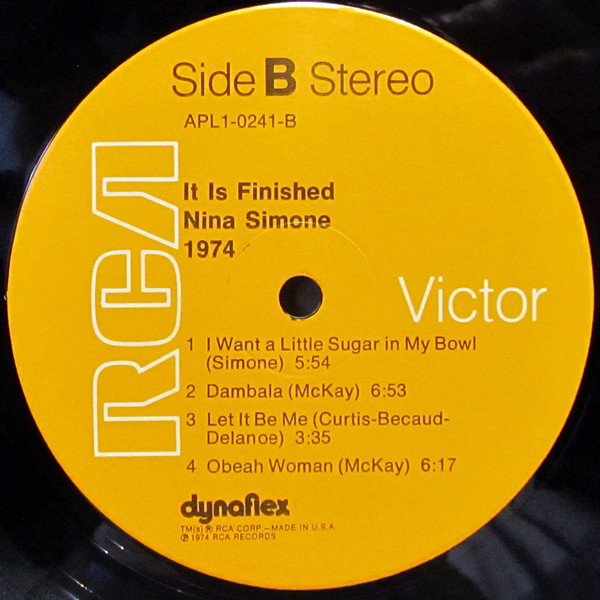 Side B Stereo
APL1-0241-B
RCA
It Is Finished
Nina Simone
1974
Victor
1 I Want a Little Sugar in My Bowl
(Simone) 5:54
2 Dambala (McKay) 6:53
3 Let It Be Me (Curtis-Becaud-
Delanoe) 3:35
4 Obeah Woman (McKay) 6:17
dynaflex
TM(s) ® RCA CORP.—MADE IN U.S.A.
℗ 1974 RCA RECORDS